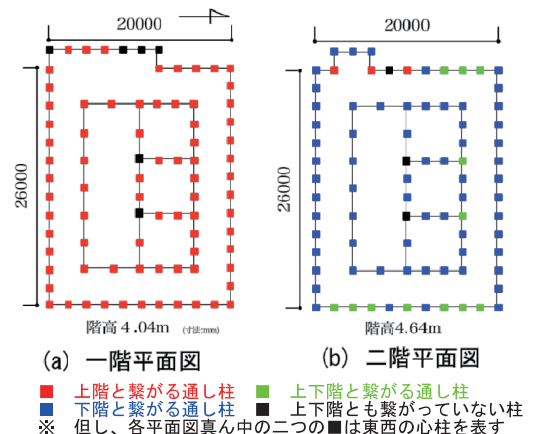 20000
20000
26000
26000
階高4.04m (寸法:mm)
階高4.64m
(a) 一階平面図
(b) 二階平面図
上階と繋がる通し柱
上下階と繋がる通し柱
下階と繋がる通し柱
上下階とも繋がっていない柱
※ 但し、各平面図真ん中の二つの■は東西の心柱を表す